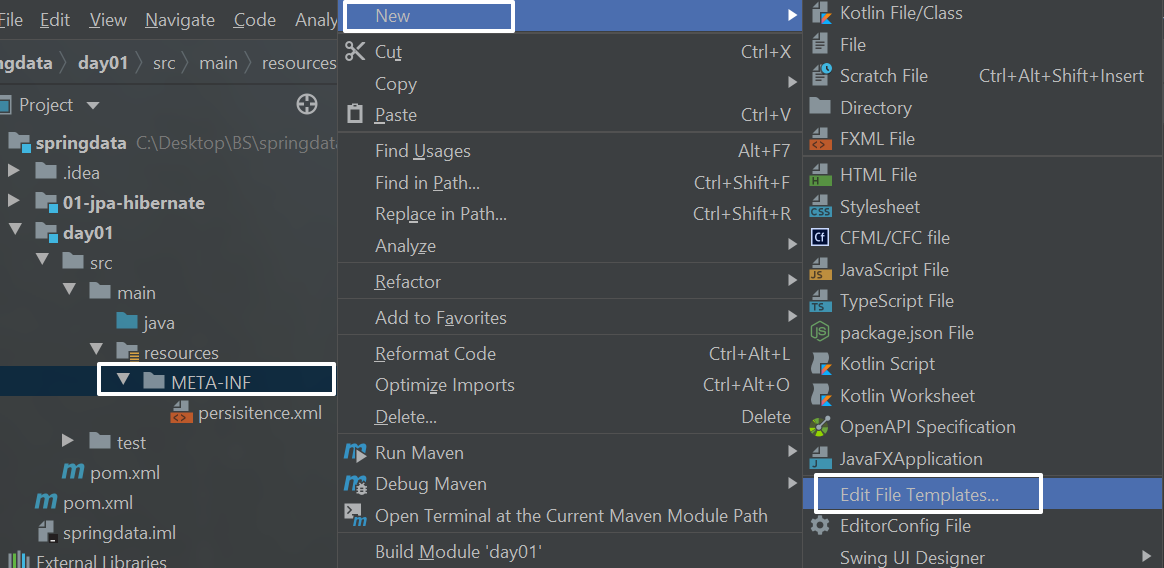 File Edit View Navigate Code Analy
ngdata day01 src main resources
Project
springdata C:\Desktop\BS\springdata
.idea
01-jpa-hibernate
day01
src
main
java
resources
META-INF
persisitence.xml
test
pom.xml
pom.xml
springdata.iml
External Libraries
New
Cut Ctrl+X
Copy
Paste Ctrl+V
Find Usages Alt+F7
Find in Path... Ctrl+Shift+F
Replace in Path... Ctrl+Shift+R
Analyze
Refactor
Add to Favorites
Reformat Code Ctrl+Alt+L
Optimize Imports Ctrl+Alt+O
Delete... Delete
Run Maven
Debug Maven
Open Terminal at the Current Maven Module Path
Build Module 'day01'
Kotlin File/Class
File
Scratch File Ctrl+Alt+Shift+Insert
Directory
FXML File
HTML File
Stylesheet
CFML/CFC file
JavaScript File
TypeScript File
package.json File
Kotlin Script
Kotlin Worksheet
OpenAPI Specification
JavaFXApplication
Edit File Templates...
EditorConfig File
Swing UI Designer